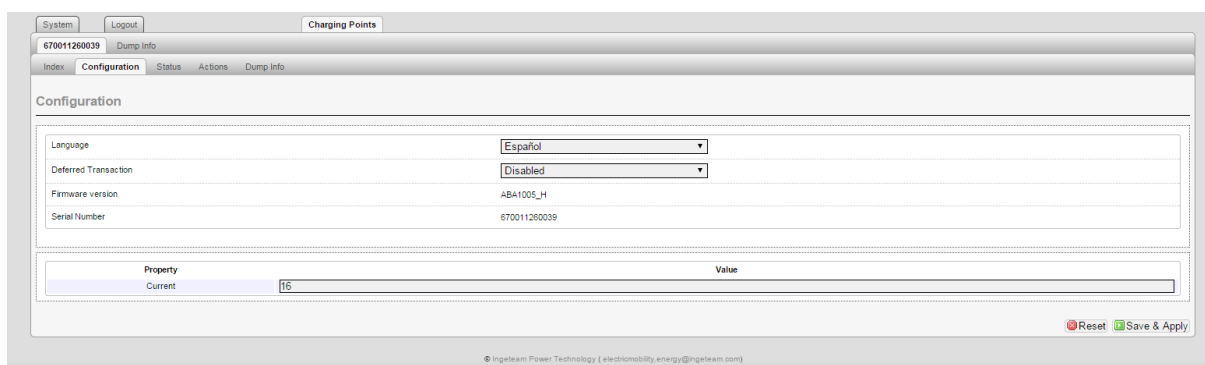 System Logout Charging Points
670011260039 Dump Info
Index Configuration Status Actions Dump Info
Configuration
Language Español
Deferred Transaction Disabled
Firmware version ABA1005_H
Serial Number 670011260039
Property Value
Current 16
Reset Save & Apply
© Ingeteam Power Technology ( electricmobility.energy@ingeteam.com)